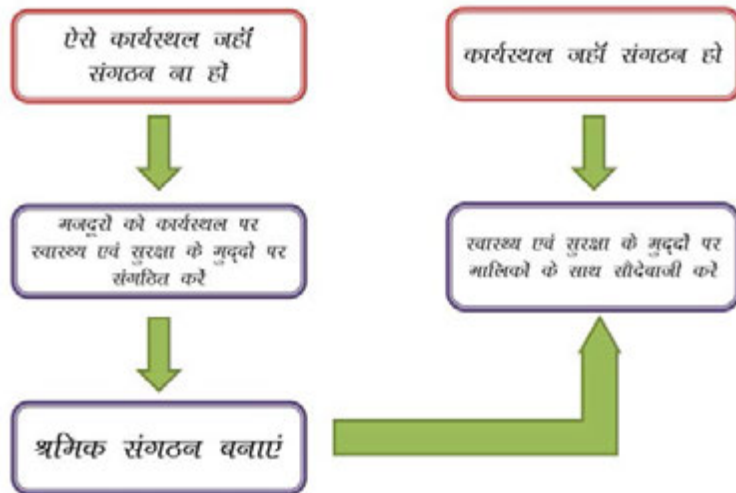 ऐसे कार्यस्थल जहाँ
संगठन ना हों
मजदूरों को कार्यस्थल पर
स्वास्थ्य एवं सुरक्षा के मुद्दों पर
संगठित करें
श्रमिक संगठन बनाएं
कार्यस्थल जहाँ संगठन हो
स्वास्थ्य एवं सुरक्षा के मुद्दों पर
मालिकों के साथ सौदेबाजी करें